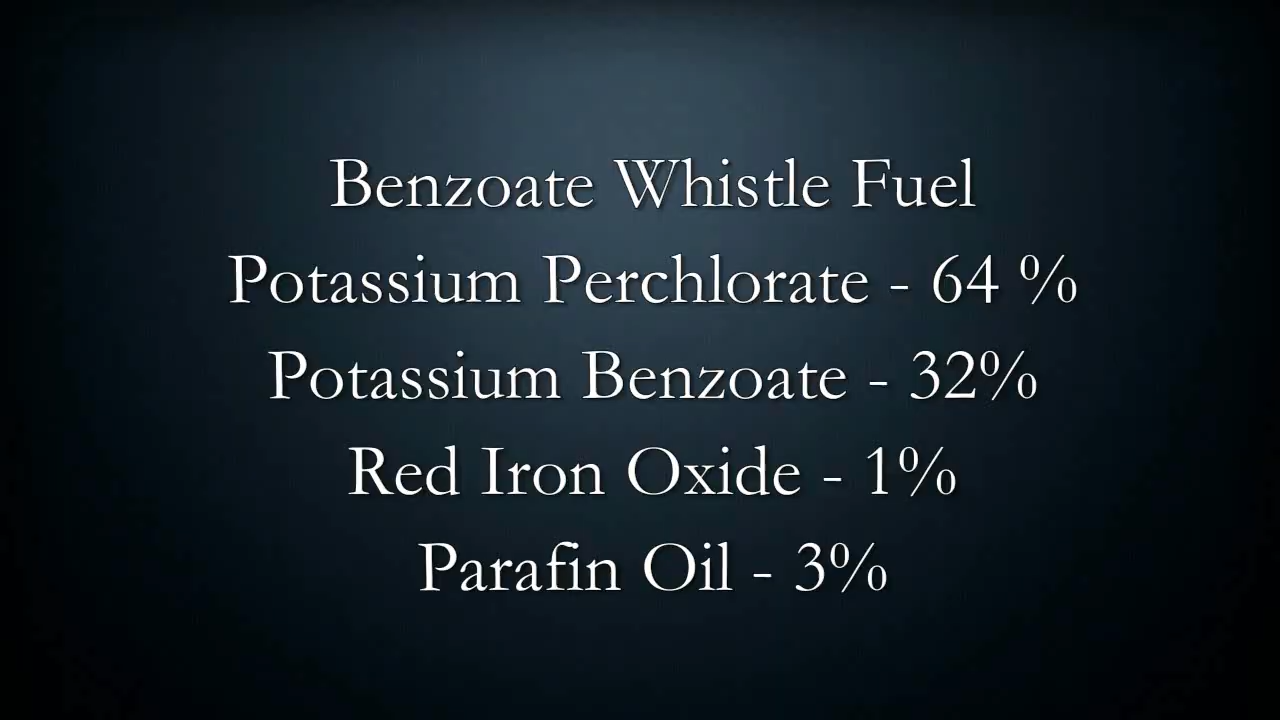 Benzoate Whistle Fuel
Potassium Perchlorate - 64 %
Potassium Benzoate - 32%
Red Iron Oxide - 1%
Parafin Oil - 3%